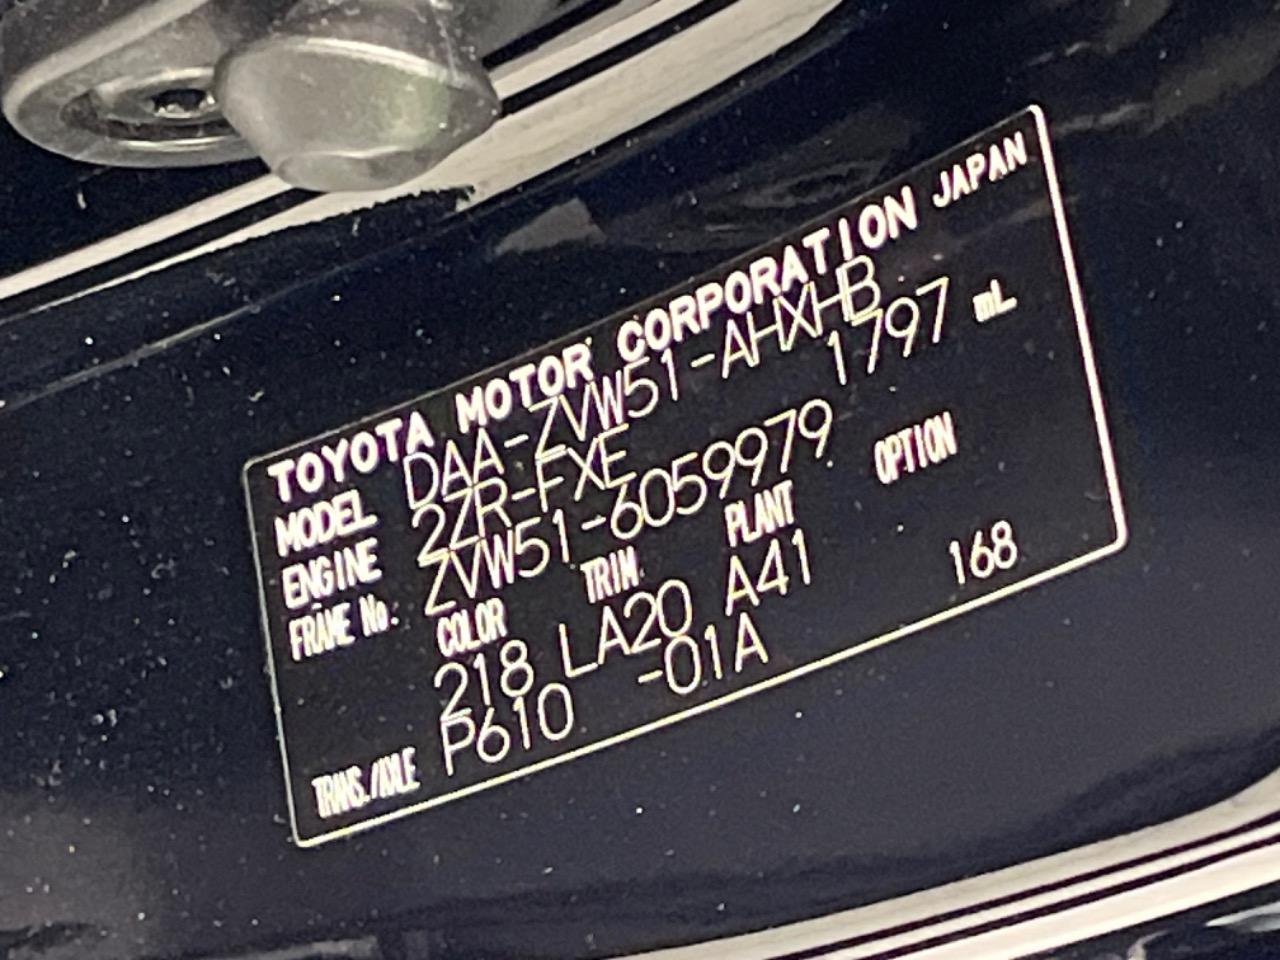 TOYOTA MOTOR CORPORATION JAPAN
MODEL DAA-ZVW51-AHXHB
ENGINE 2ZR-FXE 1797 mL
FRAME No. ZVW51-6059979
COLOR TRIM PLANT OPTION
218 LA20 A41 168
TRANS./AXLE P610 -01A